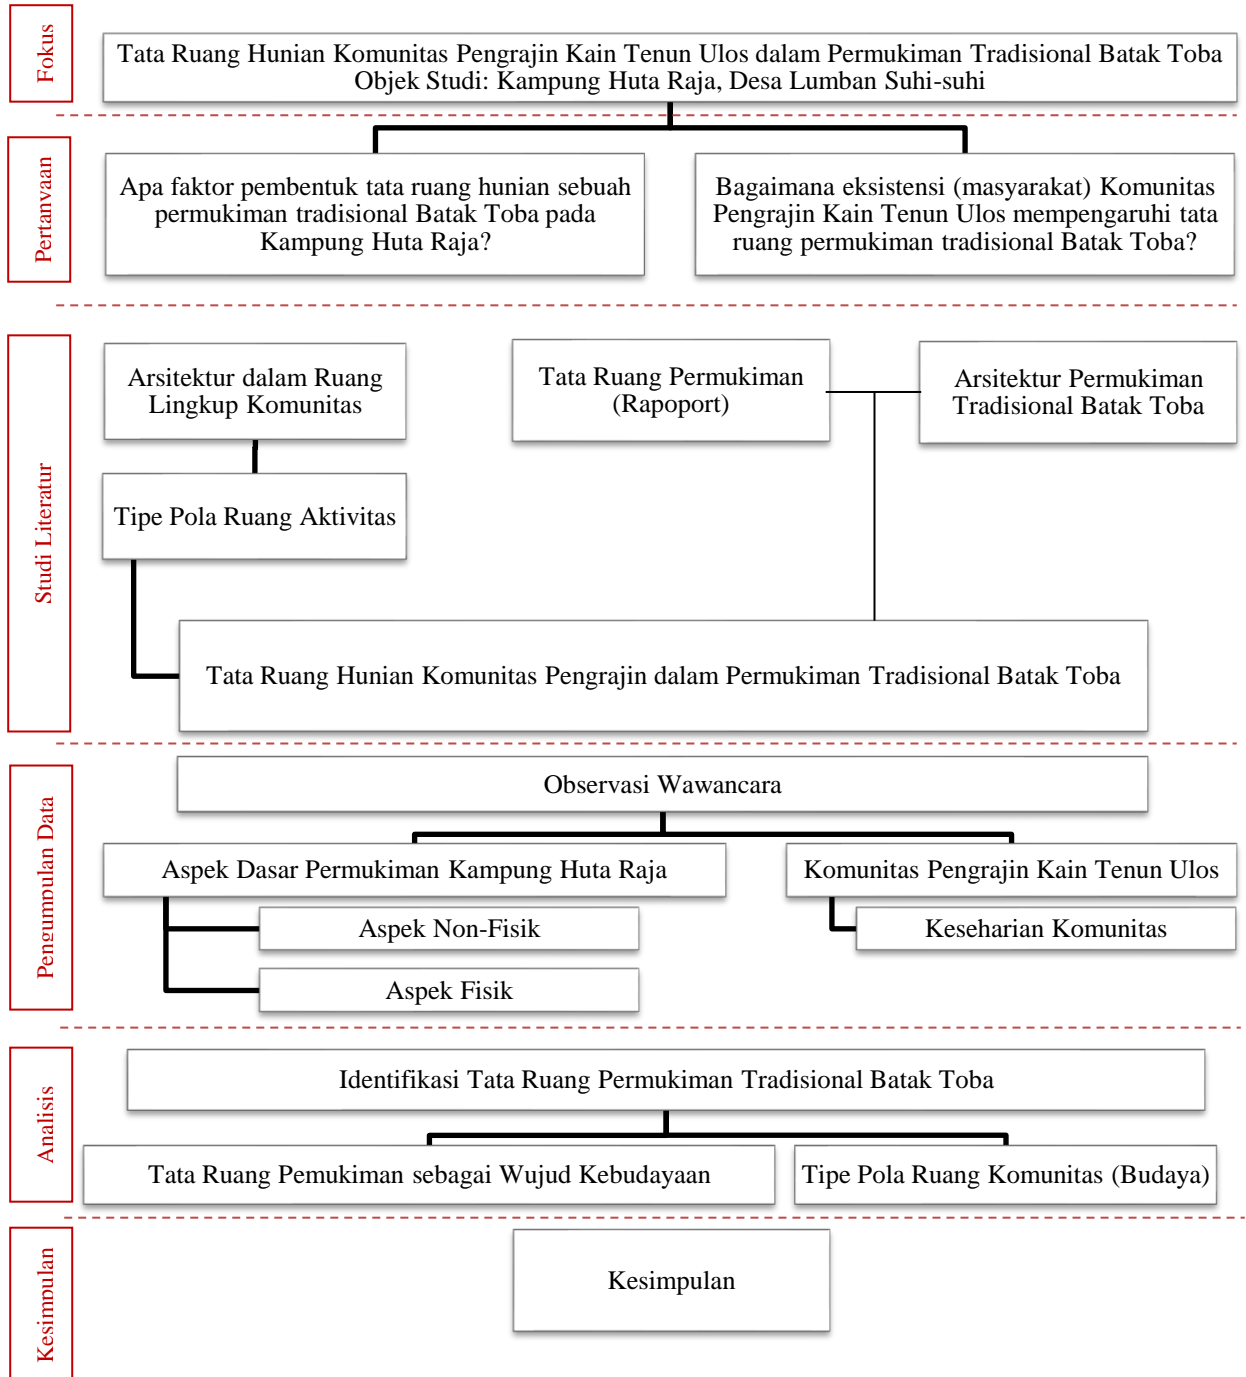 Fokus
Tata Ruang Hunian Komunitas Pengrajin Kain Tenun Ulos dalam Permukiman Tradisional Batak Toba
Objek Studi: Kampung Huta Raja, Desa Lumban Suhi-suhi
Pertanyaan
Apa faktor pembentuk tata ruang hunian sebuah
permukiman tradisional Batak Toba pada
Kampung Huta Raja?
Bagaimana eksistensi (masyarakat) Komunitas
Pengrajin Kain Tenun Ulos mempengaruhi tata
ruang permukiman tradisional Batak Toba?
Studi Literatur
Arsitektur dalam Ruang
Lingkup Komunitas
Tata Ruang Permukiman
(Rapoport)
Arsitektur Permukiman
Tradisional Batak Toba
Tipe Pola Ruang Aktivitas
Tata Ruang Hunian Komunitas Pengrajin dalam Permukiman Tradisional Batak Toba
Pengumpulan Data
Observasi Wawancara
Aspek Dasar Permukiman Kampung Huta Raja
Komunitas Pengrajin Kain Tenun Ulos
Aspek Non-Fisik
Keseharian Komunitas
Aspek Fisik
Analisis
Identifikasi Tata Ruang Permukiman Tradisional Batak Toba
Tata Ruang Pemukiman sebagai Wujud Kebudayaan
Tipe Pola Ruang Komunitas (Budaya)
Kesimpulan
Kesimpulan